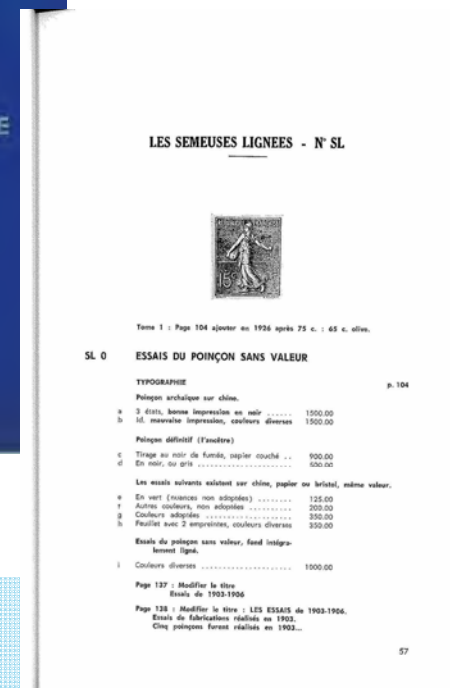 LES SEMEUSES LIGNEES - N° SL
15
Tome 1 : Page 104 ajouter en 1926 après 75 c. : 65 c. olive.
SL 0 ESSAIS DU POINÇON SANS VALEUR
TYPOGRAPHIE p. 104
Poinçon archaïque sur chine.
a 3 états, bonne impression en noir ...... 1500.00
b Id. mauvaise impression, couleurs diverses 1500.00
Poinçon définitif (l'ancêtre)
c Tirage au noir de fumée, papier couché .. 900.00
d En noir, ou gris ...................... 500.00
Les essais suivants existent sur chine, papier ou bristol, même valeur.
e En vert (nuances non adoptées) ........ 125.00
f Autres couleurs, non adoptées .......... 200.00
g Couleurs adoptées .................... 350.00
h Feuillet avec 2 empreintes, couleurs diverses 350.00
Essais du poinçon sans valeur, fond intégra-
lement ligné.
i Couleurs diverses ..................... 1000.00
Page 137 : Modifier le titre
Essais de 1903-1906
Page 138 : Modifier le titre : LES ESSAIS de 1903-1906.
Essais de fabrications réalisés en 1903.
Cinq poinçons furent réalisés en 1903...
57